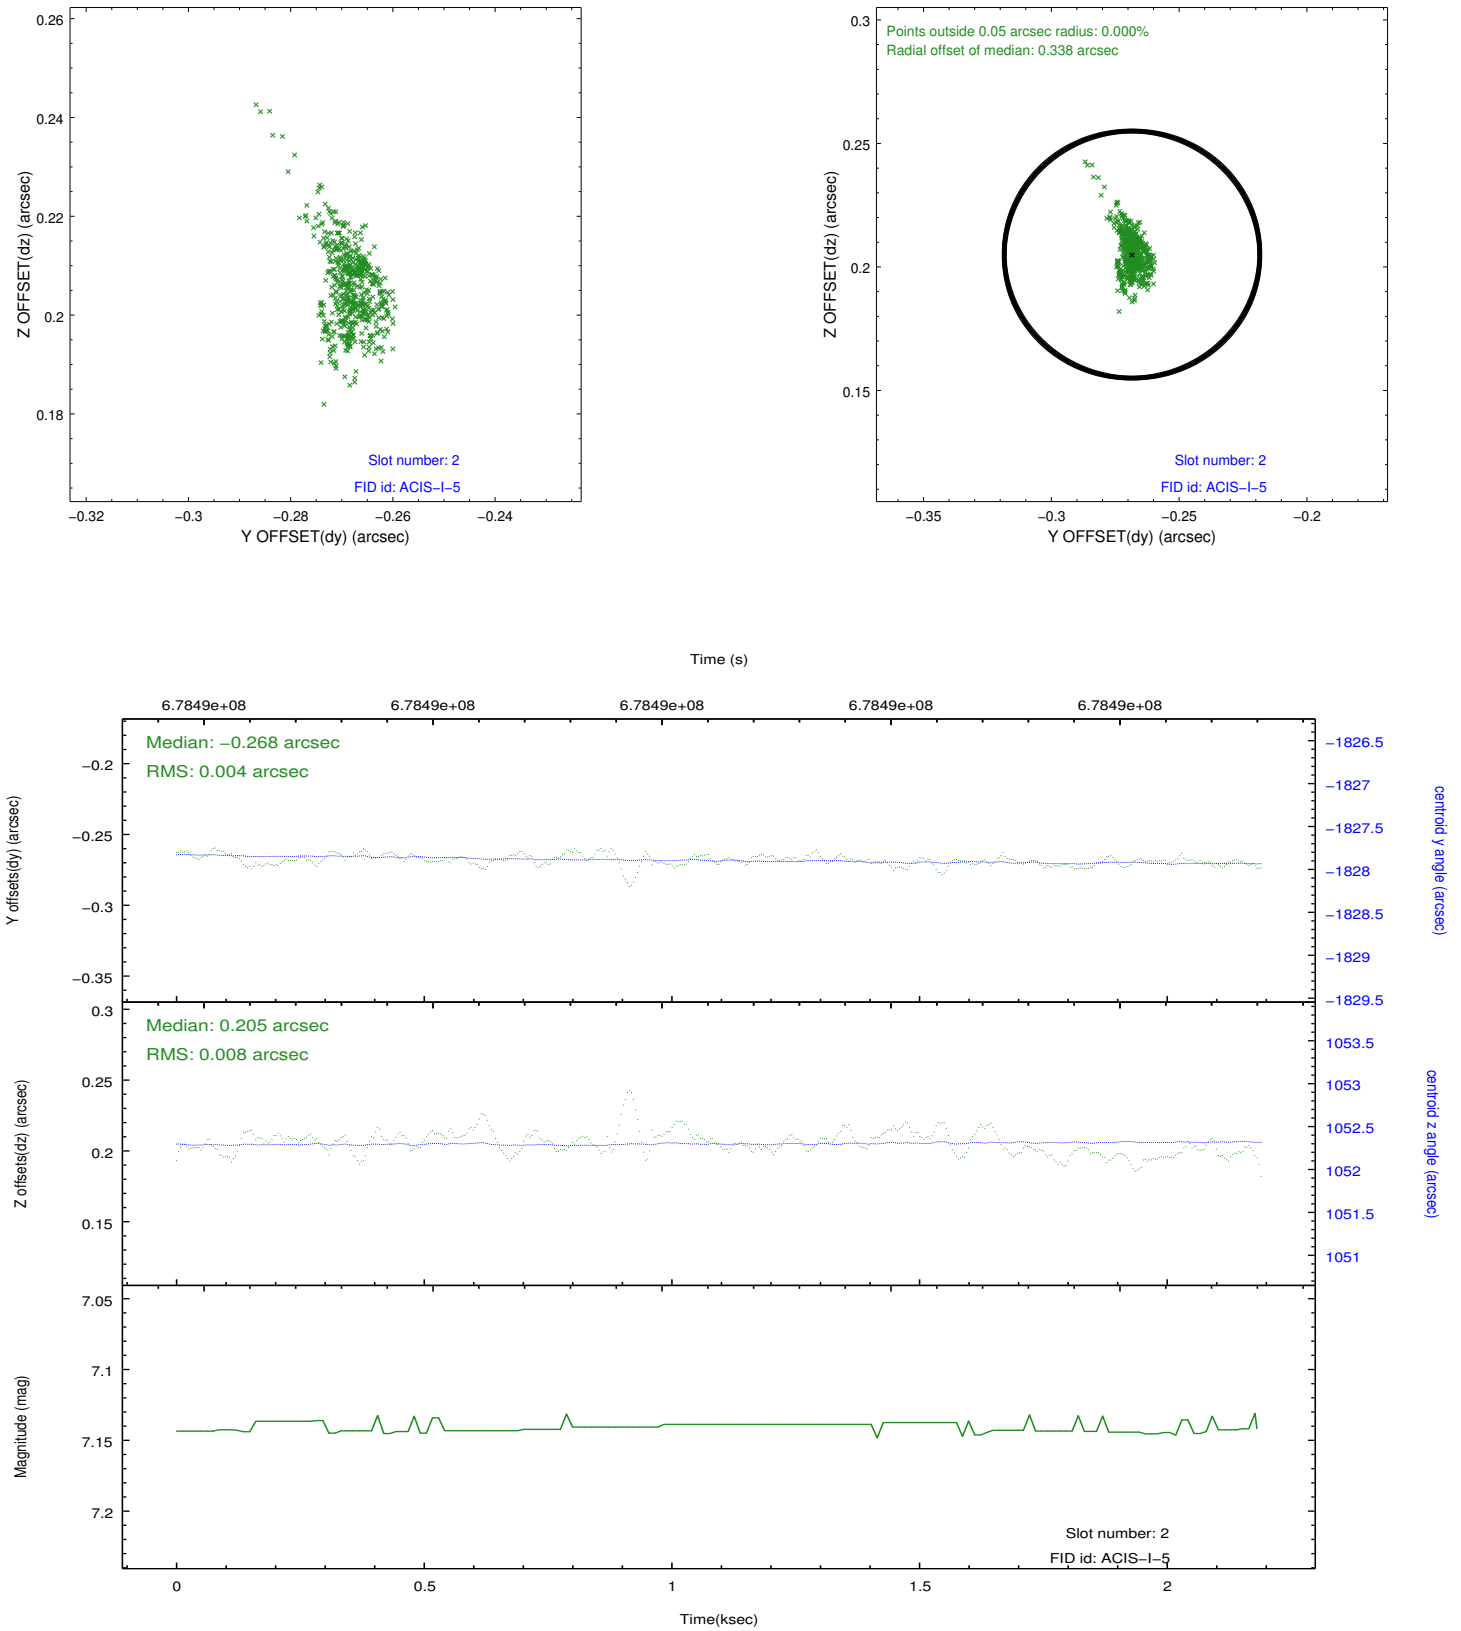 0.26
0.24
0.22
0.2
0.18
Z OFFSET(dz) (arcsec)
Slot number: 2
FID id: ACIS−I−5
−0.32
−0.3
−0.28
−0.26
−0.24
Y OFFSET(dy) (arcsec)
Points outside 0.05 arcsec radius: 0.000%
Radial offset of median: 0.338 arcsec
0.3
0.25
0.2
0.15
Z OFFSET(dz) (arcsec)
Slot number: 2
FID id: ACIS−I−5
−0.35
−0.3
−0.25
−0.2
Y OFFSET(dy) (arcsec)
Time (s)
6.7849e+08
6.7849e+08
6.7849e+08
6.7849e+08
6.7849e+08
Median: −0.268 arcsec
RMS: 0.004 arcsec
−0.2
−0.25
−0.3
−0.35
Y offsets(dy) (arcsec)
−1826.5
−1827
−1827.5
−1828
−1828.5
−1829
−1829.5
centroid y angle (arcsec)
Median: 0.205 arcsec
RMS: 0.008 arcsec
0.3
0.25
0.2
0.15
Z offsets(dz) (arcsec)
1053.5
1053
1052.5
1052
1051.5
1051
centroid z angle (arcsec)
7.05
7.1
7.15
7.2
Magnitude (mag)
Slot number: 2
FID id: ACIS−I−5
0
0.5
1
1.5
2
Time(ksec)